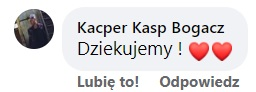 Kacper Kasp Bogacz
Dziekujemy ! ❤️❤️
Lubię to! Odpowiedz